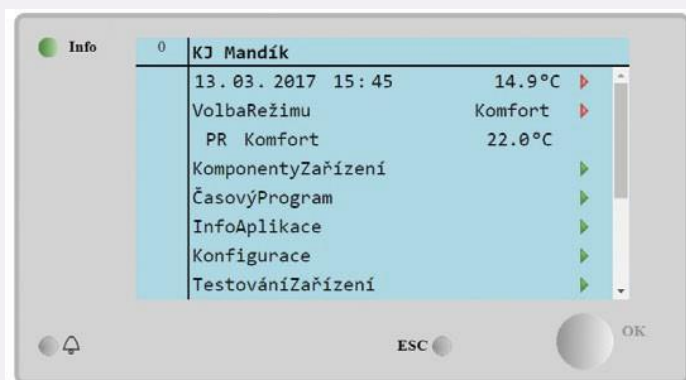 Info
0 KJ Mandík
13.03.2017 15:45 14.9°C
VolbaRežimu Komfort
PR Komfort 22.0°C
KomponentyZařízení
ČasovýProgram
InfoAplikace
Konfigurace
TestováníZařízení
ESC OK